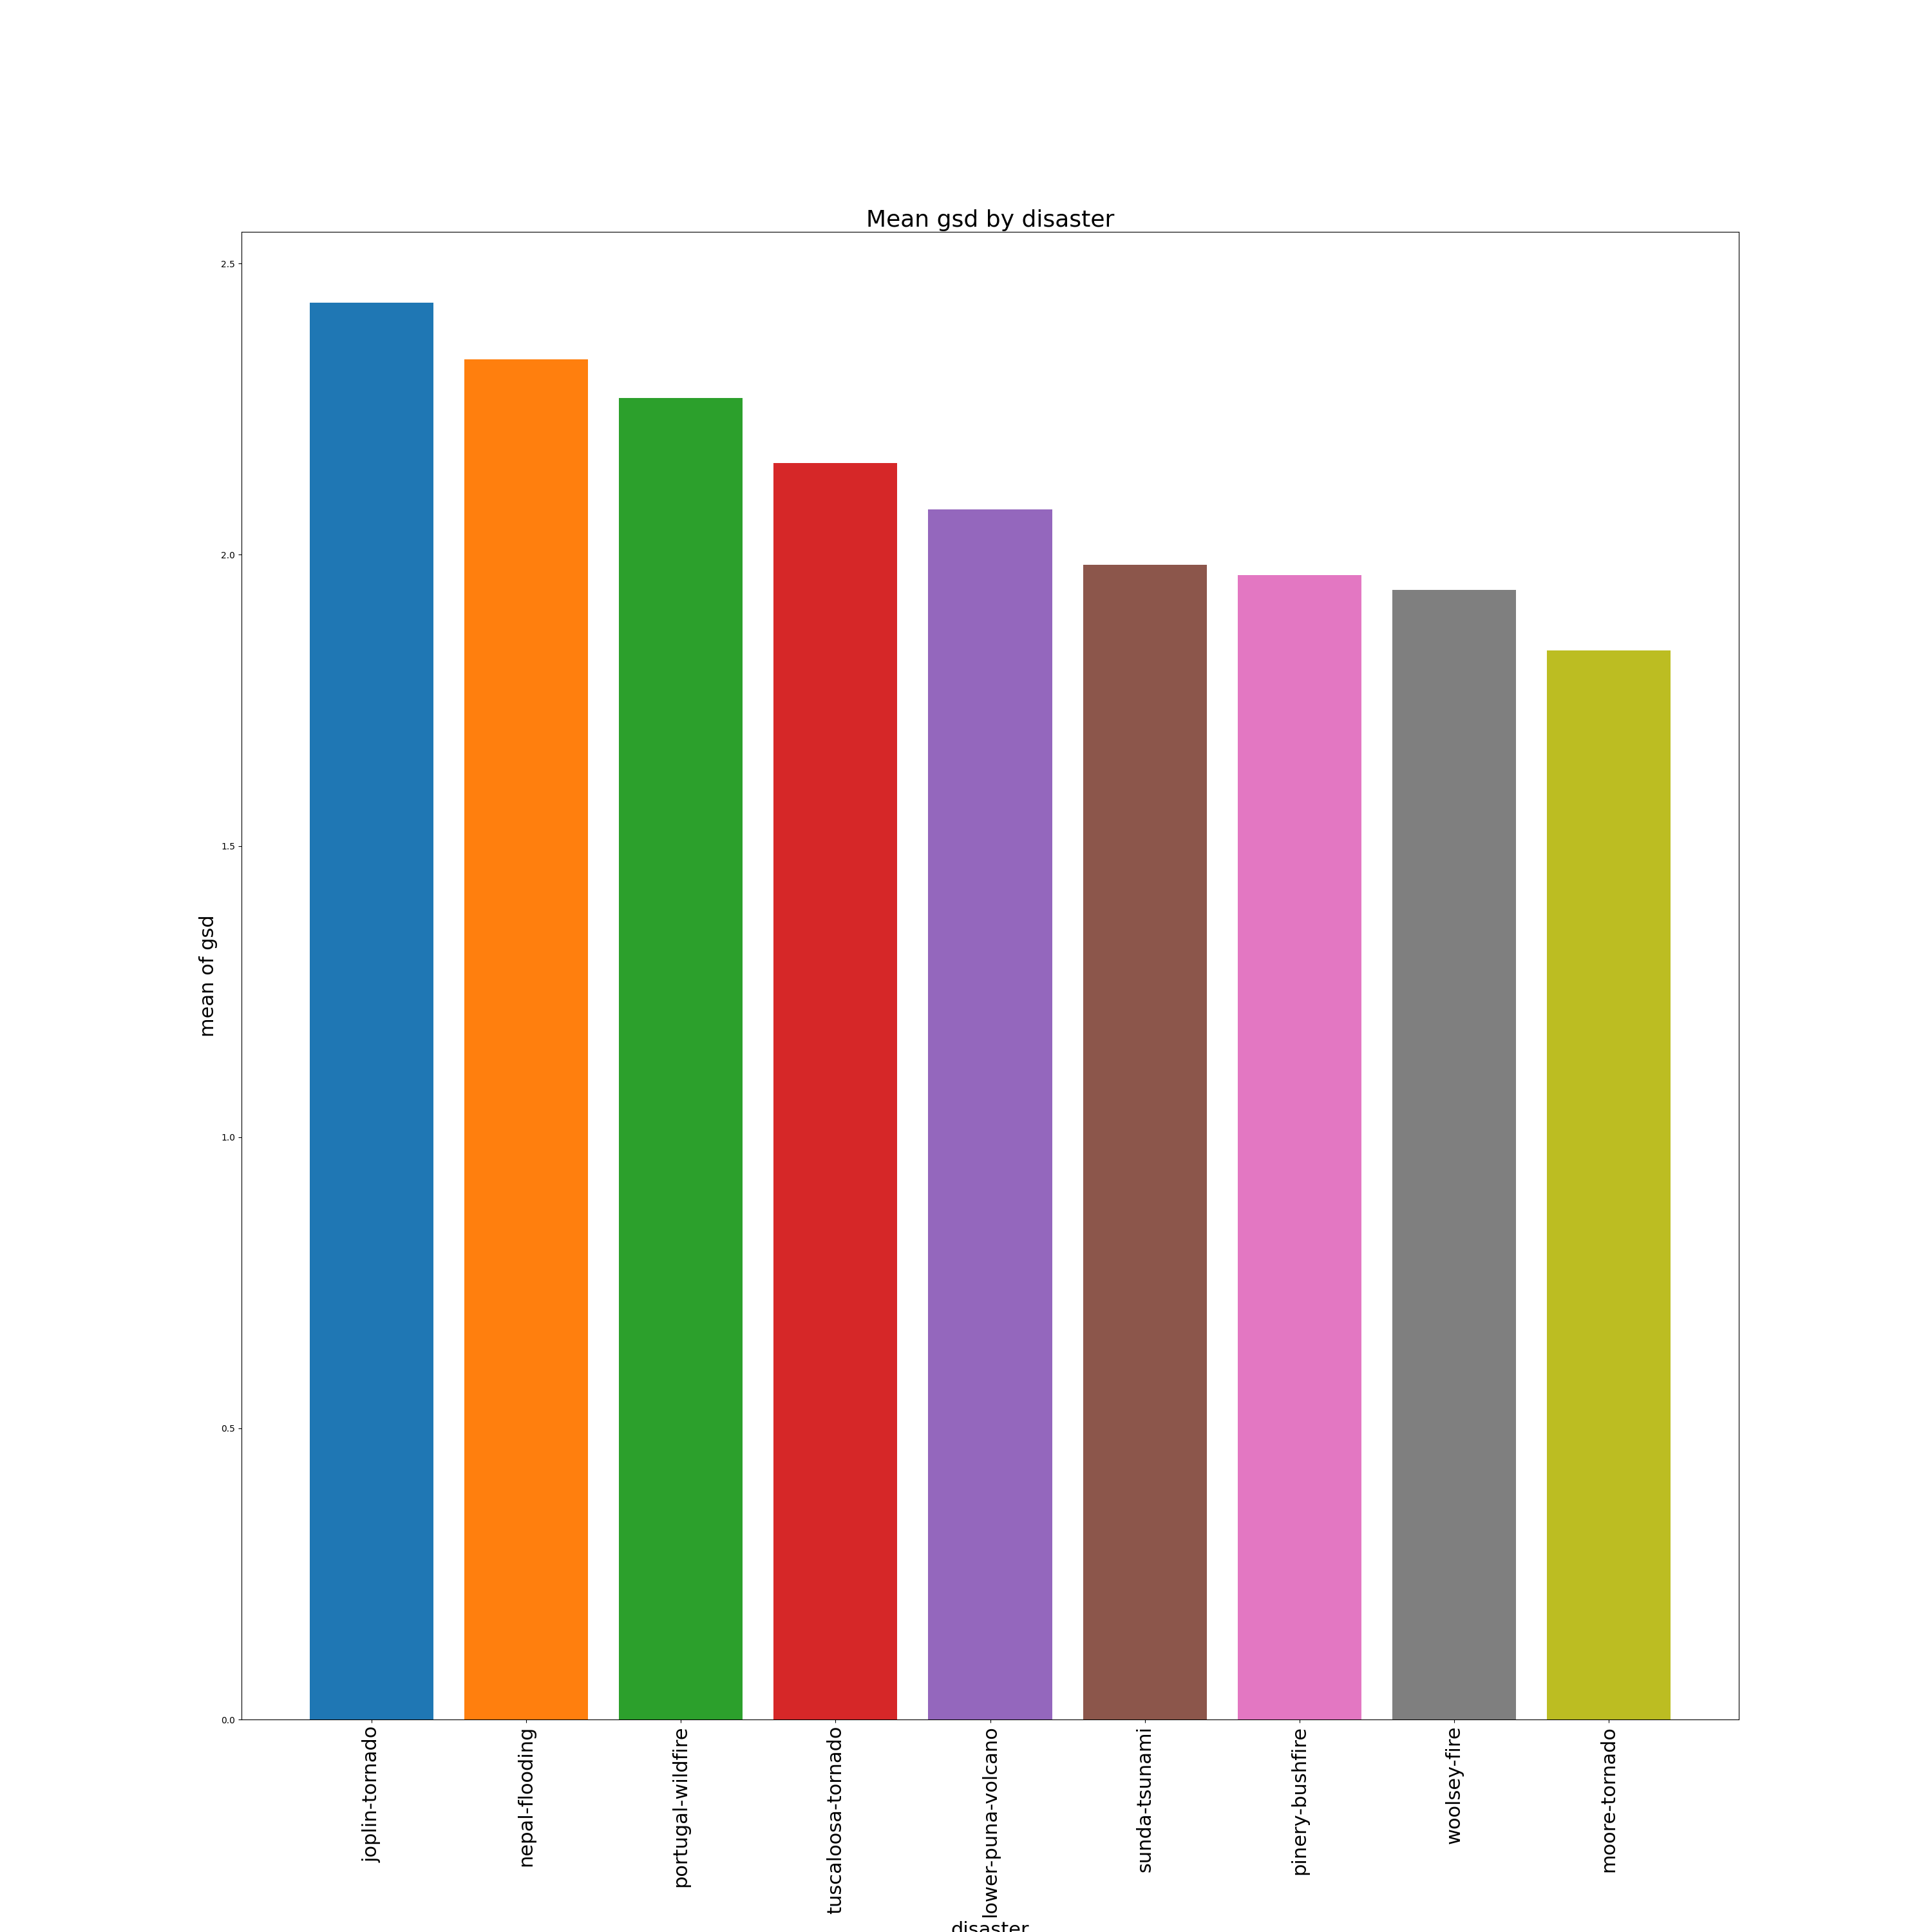 Mean gsd by disaster
2.5
2.0
1.5
1.0
0.5
0.0
mean of gsd
joplin-tornado
nepal-flooding
portugal-wildfire
tuscaloosa-tornado
lower-puna-volcano
sunda-tsunami
pinery-bushfire
woolsey-fire
moore-tornado
disaster